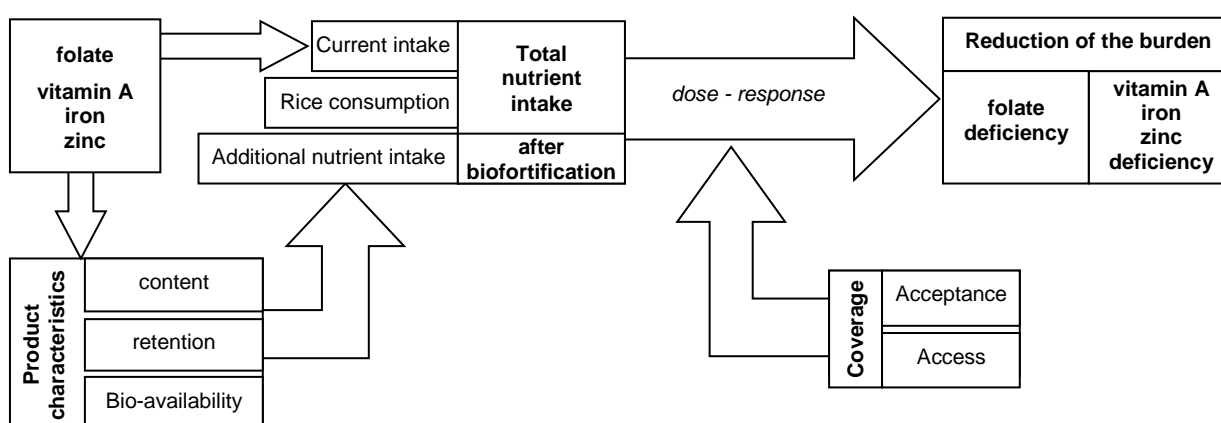 folate
vitamin A
iron
zinc
Current intake
Rice consumption
Additional nutrient intake
Total
nutrient
intake
after
biofortification
dose - response
Reduction of the burden
folate
deficiency
vitamin A
iron
zinc
deficiency
Product
characteristics
content
retention
Bio-availability
Coverage
Acceptance
Access